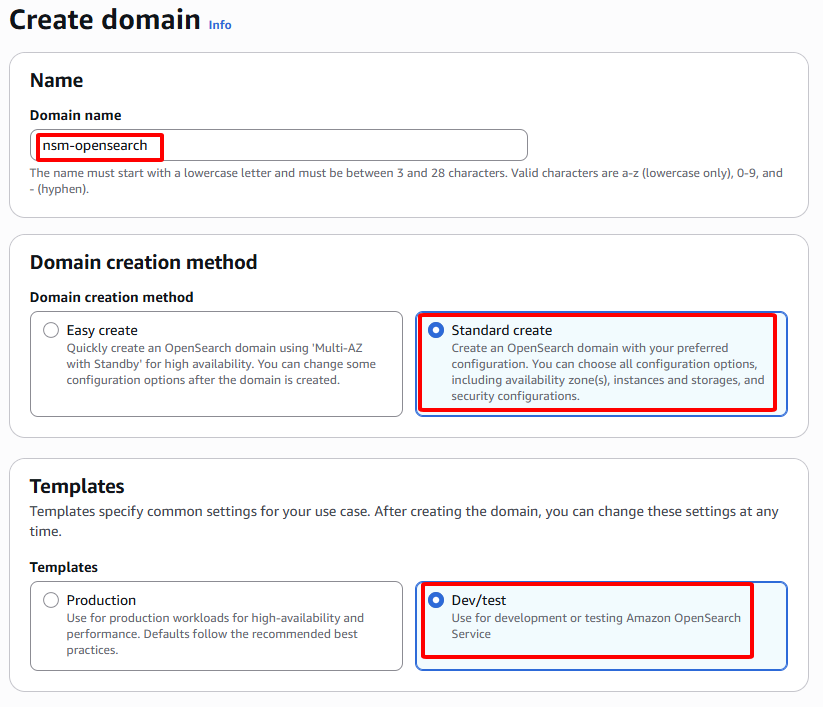 Create domain Info
Name
Domain name
nsm-opensearch
The name must start with a lowercase letter and must be between 3 and 28 characters. Valid characters are a-z (lowercase only), 0-9, and
- (hyphen).
Domain creation method
Domain creation method
Easy create
Quickly create an OpenSearch domain using 'Multi-AZ
with Standby' for high availability. You can change some
configuration options after the domain is created.
Standard create
Create an OpenSearch domain with your preferred
configuration. You can choose all configuration options,
including availability zone(s), instances and storages, and
security configurations.
Templates
Templates specify common settings for your use case. After creating the domain, you can change these settings at any
time.
Templates
Production
Use for production workloads for high-availability and
performance. Defaults follow the recommended best
practices.
Dev/test
Use for development or testing Amazon OpenSearch
Service